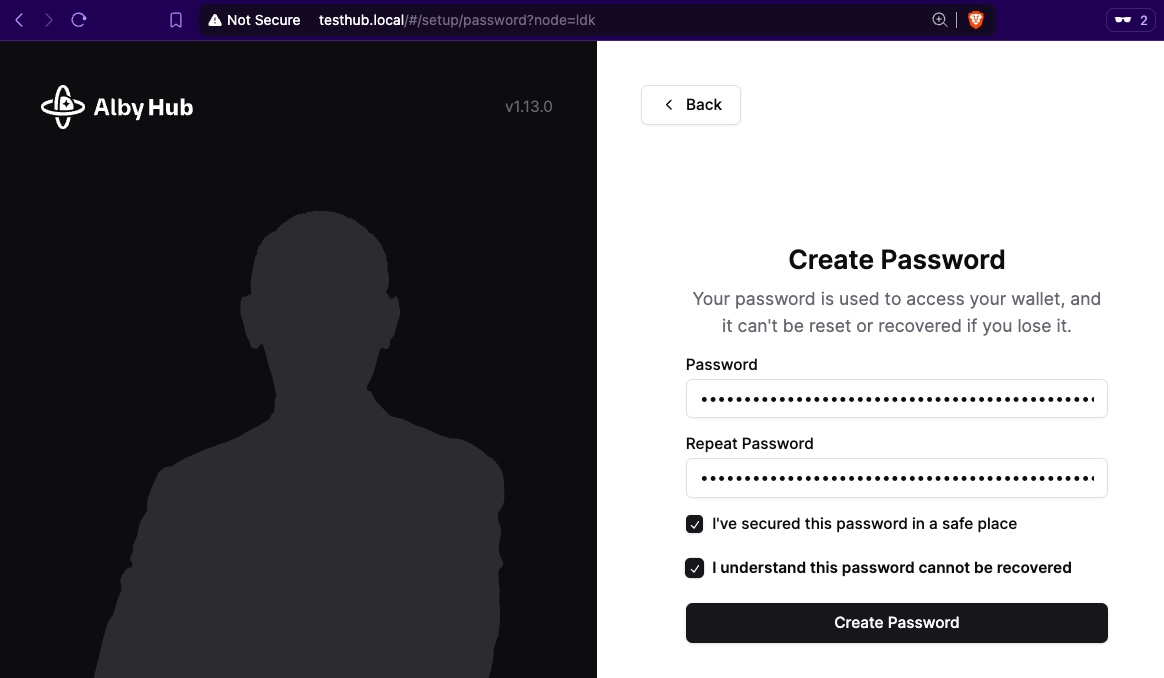 Not Secure testhub.local/#/setup/password?node=ldk
2
Alby Hub
v1.13.0
Back
Create Password
Your password is used to access your wallet, and
it can't be reset or recovered if you lose it.
Password
Repeat Password
I've secured this password in a safe place
I understand this password cannot be recovered
Create Password